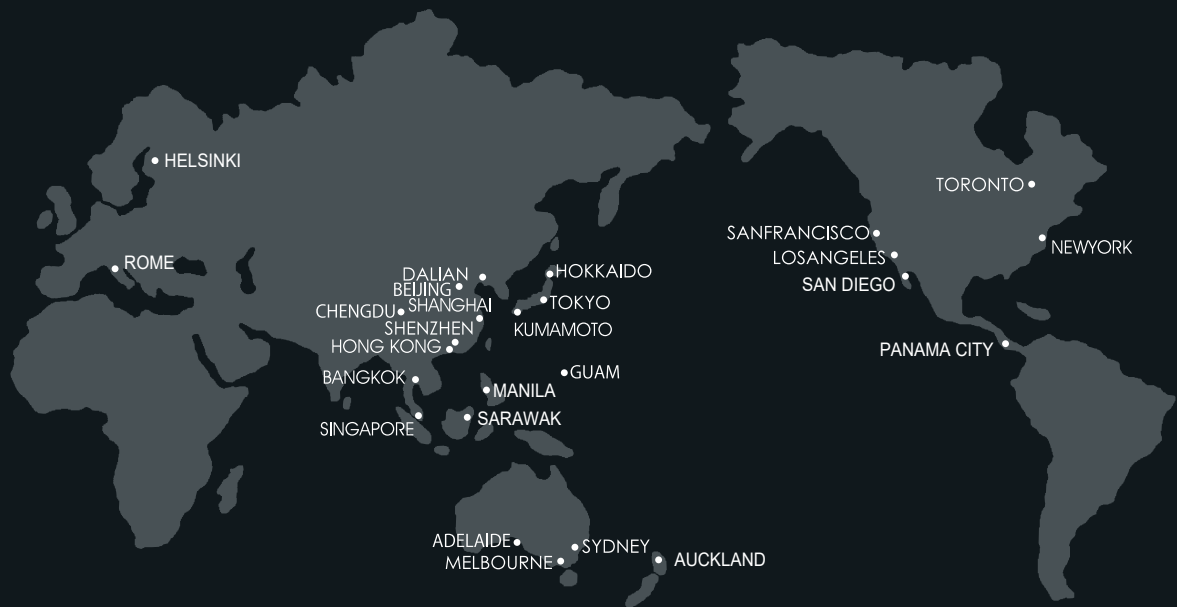 HELSINKI
TORONTO
SANFRANCISCO
NEWYORK
LOSANGELES
ROME
DALIAN
HOKKAIDO
SAN DIEGO
BEIJING
SHANGHAI
TOKYO
CHENGDU
SHENZHEN
KUMAMOTO
HONG KONG
PANAMA CITY
BANGKOK
GUAM
MANILA
SARAWAK
SINGAPORE
ADELAIDE
SYDNEY
MELBOURNE
AUCKLAND